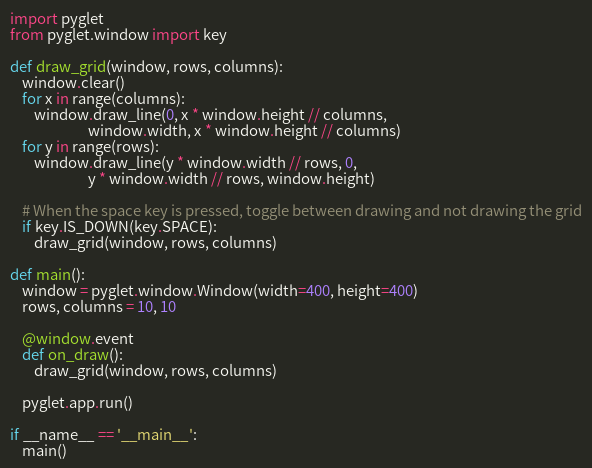 import pyglet
from pyglet.window import key

def draw_grid(window, rows, columns):
    window.clear()
    for x in range(columns):
        window.draw_line(0, x * window.height // columns,
                         window.width, x * window.height // columns)
    for y in range(rows):
        window.draw_line(y * window.width // rows, 0,
                         y * window.width // rows, window.height)

    # When the space key is pressed, toggle between drawing and not drawing the grid
    if key.IS_DOWN(key.SPACE):
        draw_grid(window, rows, columns)

def main():
    window = pyglet.window.Window(width=400, height=400)
    rows, columns = 10, 10

    @window.event
    def on_draw():
        draw_grid(window, rows, columns)

    pyglet.app.run()

if __name__ == '__main__':
    main()